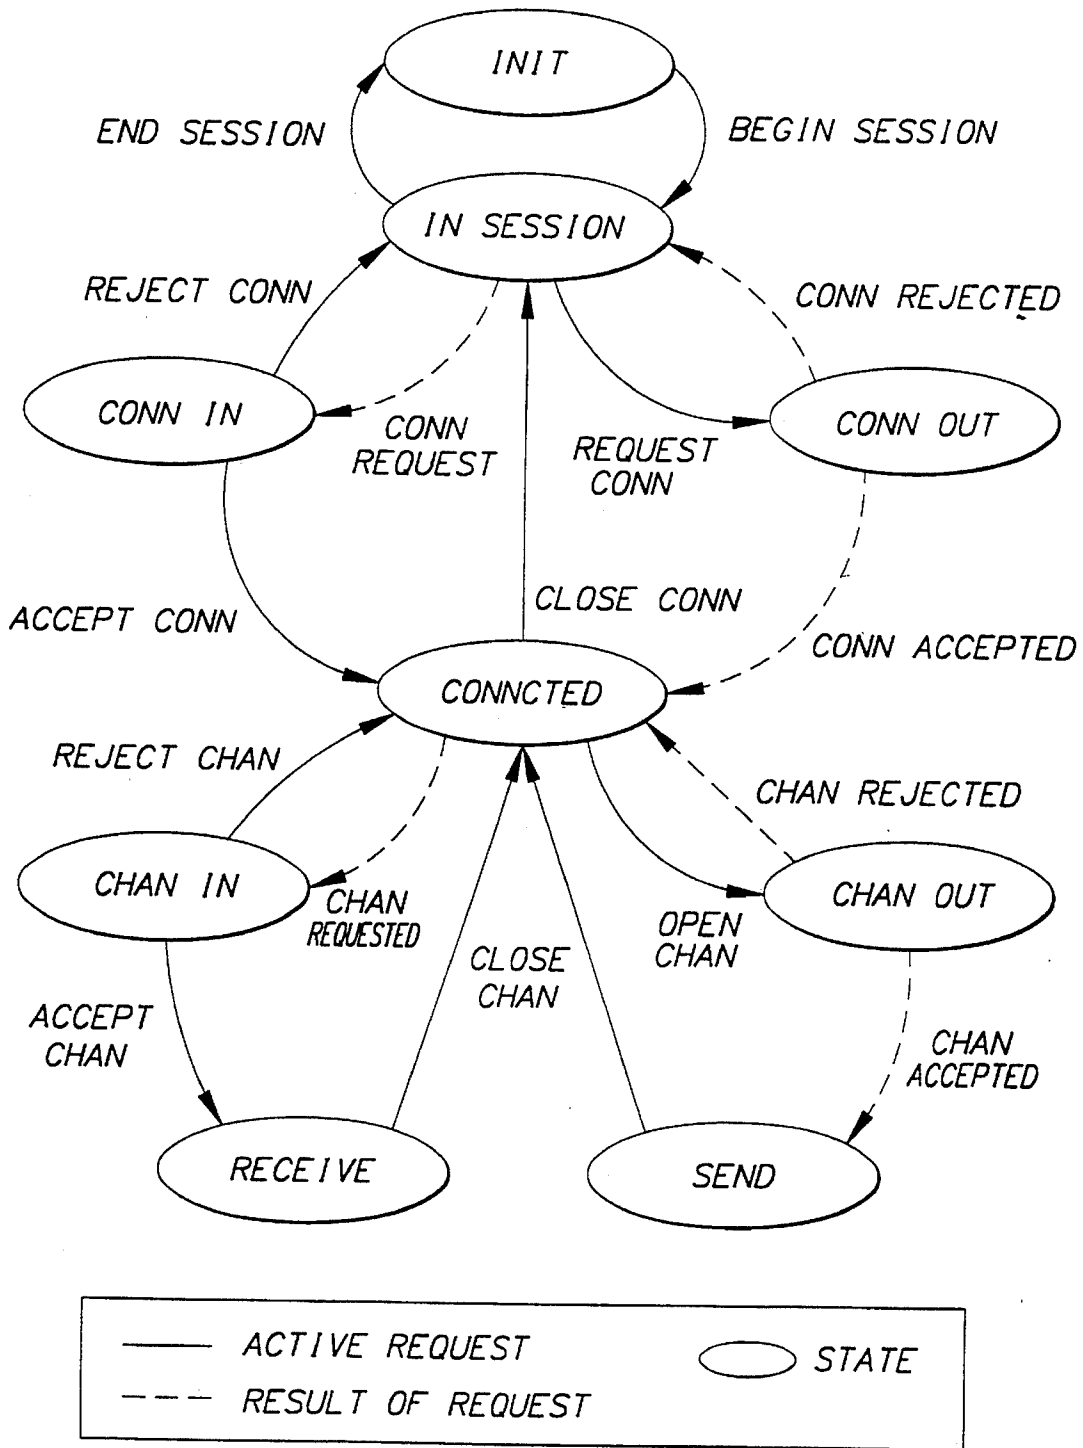 INIT
END SESSION
BEGIN SESSION
IN SESSION
REJECT CONN
CONN REJECTED
CONN IN
CONN
REQUEST
REQUEST
CONN
CONN OUT
ACCEPT CONN
CLOSE CONN
CONN ACCEPTED
CONNCTED
REJECT CHAN
CHAN REJECTED
CHAN IN
CHAN
REQUESTED
CLOSE
CHAN
OPEN
CHAN
CHAN OUT
ACCEPT
CHAN
CHAN
ACCEPTED
RECEIVE
SEND
ACTIVE REQUEST
STATE
RESULT OF REQUEST